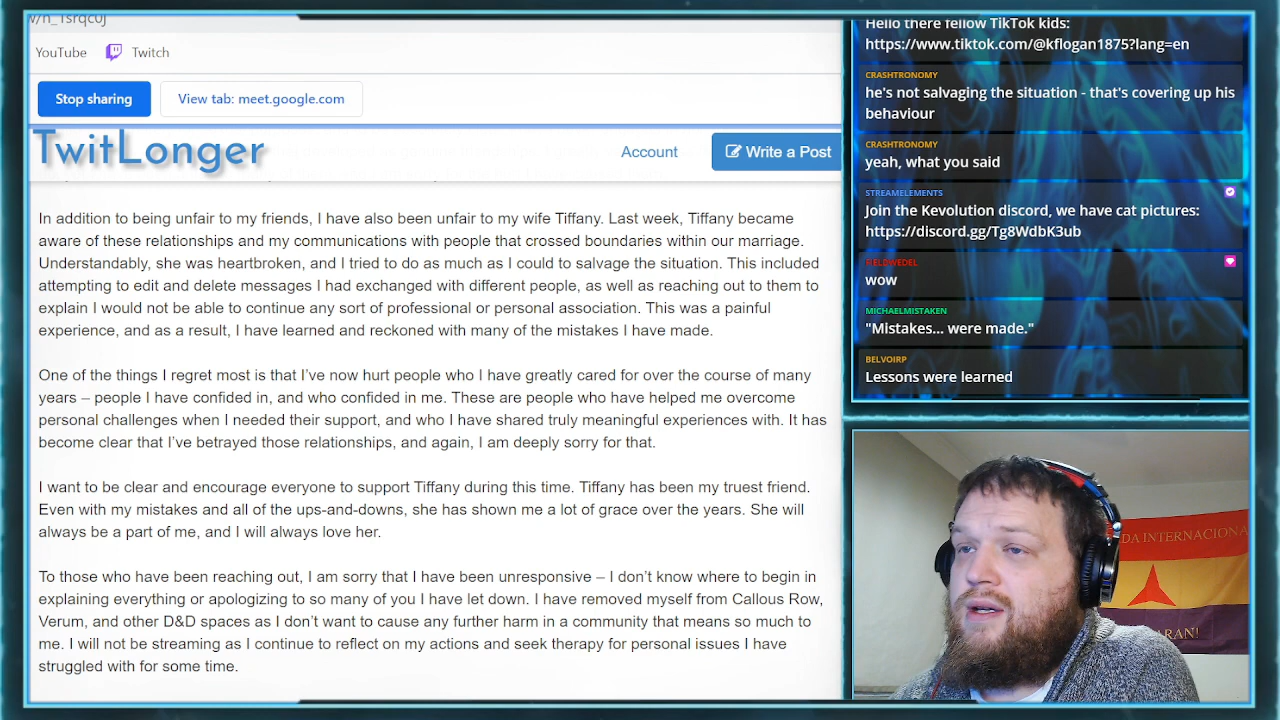 v/n_1srqc0j
YouTube
Twitch
Stop sharing
View tab: meet.google.com
TwitLonger
Account
Write a Post
In addition to being unfair to my friends, I have also been unfair to my wife Tiffany. Last week, Tiffany became
aware of these relationships and my communications with people that crossed boundaries within our marriage.
Understandably, she was heartbroken, and I tried to do as much as I could to salvage the situation. This included
attempting to edit and delete messages I had exchanged with different people, as well as reaching out to them to
explain I would not be able to continue any sort of professional or personal association. This was a painful
experience, and as a result, I have learned and reckoned with many of the mistakes I have made.
One of the things I regret most is that I've now hurt people who I have greatly cared for over the course of many
years – people I have confided in, and who confided in me. These are people who have helped me overcome
personal challenges when I needed their support, and who I have shared truly meaningful experiences with. It has
become clear that I've betrayed those relationships, and again, I am deeply sorry for that.
I want to be clear and encourage everyone to support Tiffany during this time. Tiffany has been my truest friend.
Even with my mistakes and all of the ups-and-downs, she has shown me a lot of grace over the years. She will
always be a part of me, and I will always love her.
To those who have been reaching out, I am sorry that I have been unresponsive – I don't know where to begin in
explaining everything or apologizing to so many of you I have let down. I have removed myself from Callous Row,
Verum, and other D&D spaces as I don't want to cause any further harm in a community that means so much to
me. I will not be streaming as I continue to reflect on my actions and seek therapy for personal issues I have
struggled with for some time.
Hello there fellow TikTok kids:
https://www.tiktok.com/@kflogan1875?lang=en
CRASHTRONOMY
he's not salvaging the situation - that's covering up his
behaviour
CRASHTRONOMY
yeah, what you said
STREAMELEMENTS
Join the Kevolution discord, we have cat pictures:
https://discord.gg/Tg8WdbK3ub
FIELDWEDEL
wow
MICHAELMISTAKEN
"Mistakes... were made."
BELVOIRP
Lessons were learned
DA INTERNACIONA
ARAN!